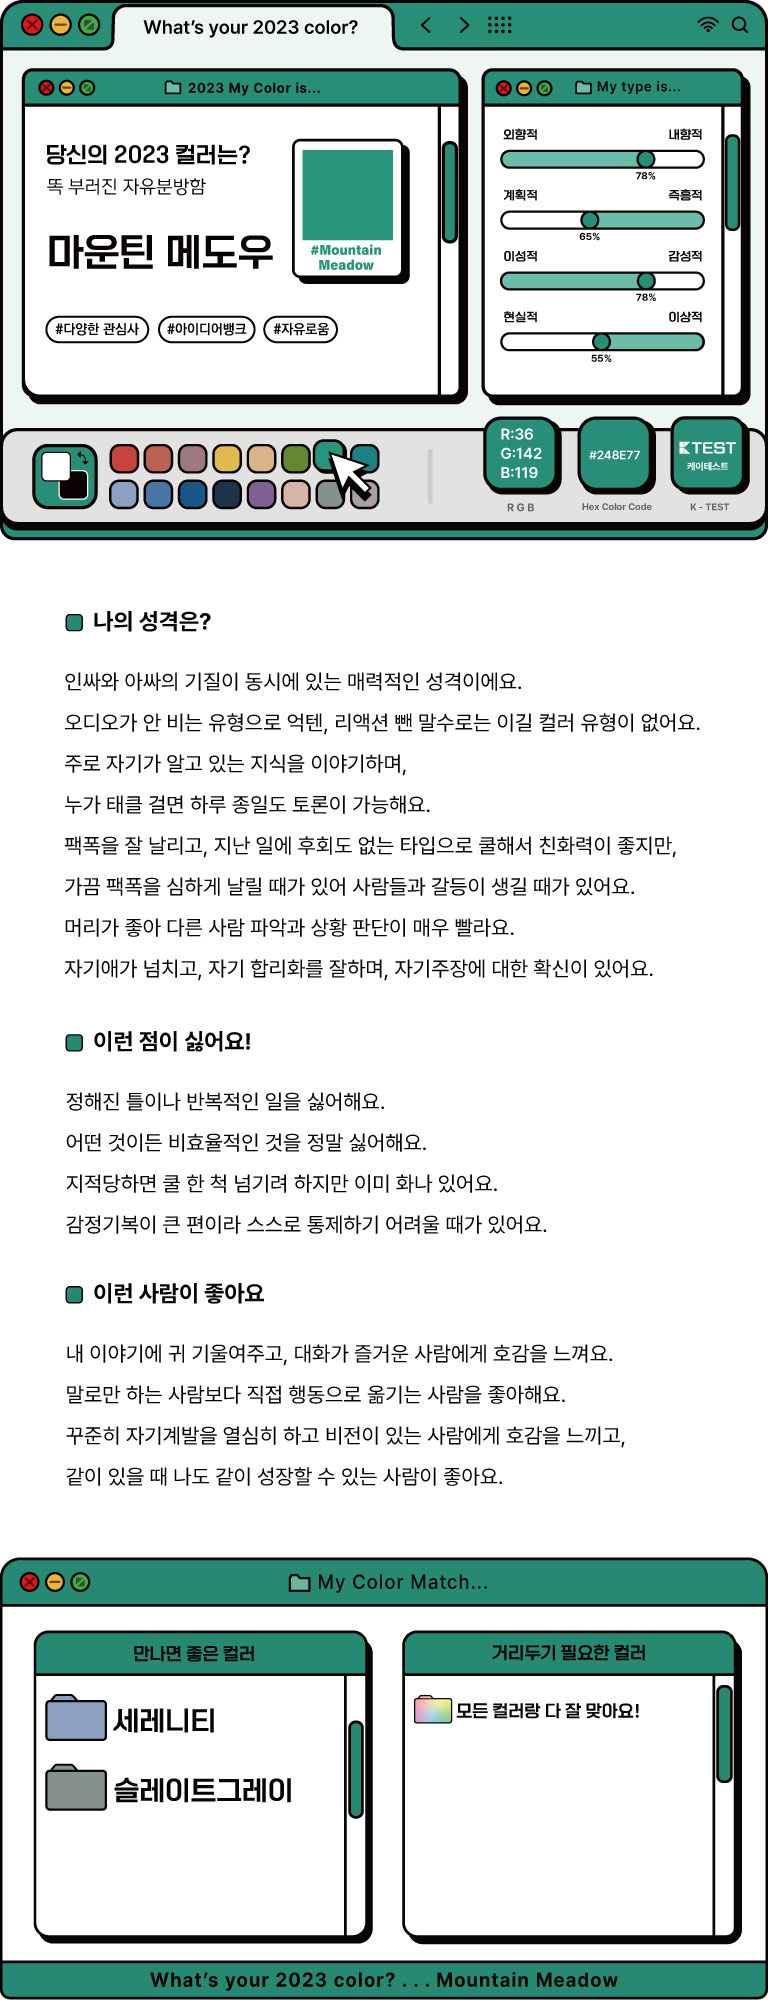 What's your 2023 color?
2023 My Color is...
당신의 2023 컬러는?
똑 부러진 자유분방함
마운틴 메도우
#Mountain
Meadow
#다양한 관심사
#아이디어뱅크
#자유로움
My type is...
외향적
내향적
78%
계획적
즉흥적
65%
이성적
감성적
78%
현실적
이상적
55%
R:36
G:142
B:119
RGB
#248E77
Hex Color Code
KTEST
케이테스트
K - TEST
나의 성격은?
인싸와 아싸의 기질이 동시에 있는 매력적인 성격이에요.
오디오가 안 비는 유형으로 억텐, 리액션 뺀 말수로는 이길 컬러 유형이 없어요.
주로 자기가 알고 있는 지식을 이야기하며,
누가 태클 걸면 하루 종일도 토론이 가능해요.
팩폭을 잘 날리고, 지난 일에 후회도 없는 타입으로 쿨해서 친화력이 좋지만,
가끔 팩폭을 심하게 날릴 때가 있어 사람들과 갈등이 생길 때가 있어요.
머리가 좋아 다른 사람 파악과 상황 판단이 매우 빨라요.
자기애가 넘치고, 자기 합리화를 잘하며, 자기주장에 대한 확신이 있어요.
이런 점이 싫어요!
정해진 틀이나 반복적인 일을 싫어해요.
어떤 것이든 비효율적인 것을 정말 싫어해요.
지적당하면 쿨 한 척 넘기려 하지만 이미 화나 있어요.
감정기복이 큰 편이라 스스로 통제하기 어려울 때가 있어요.
이런 사람이 좋아요
내 이야기에 귀 기울여주고, 대화가 즐거운 사람에게 호감을 느껴요.
말로만 하는 사람보다 직접 행동으로 옮기는 사람을 좋아해요.
꾸준히 자기계발을 열심히 하고 비전이 있는 사람에게 호감을 느끼고,
같이 있을 때 나도 같이 성장할 수 있는 사람이 좋아요.
My Color Match...
만나면 좋은 컬러
세레니티
슬레이트그레이
거리두기 필요한 컬러
모든 컬러랑 다 잘 맞아요!
What's your 2023 color? . . . Mountain Meadow